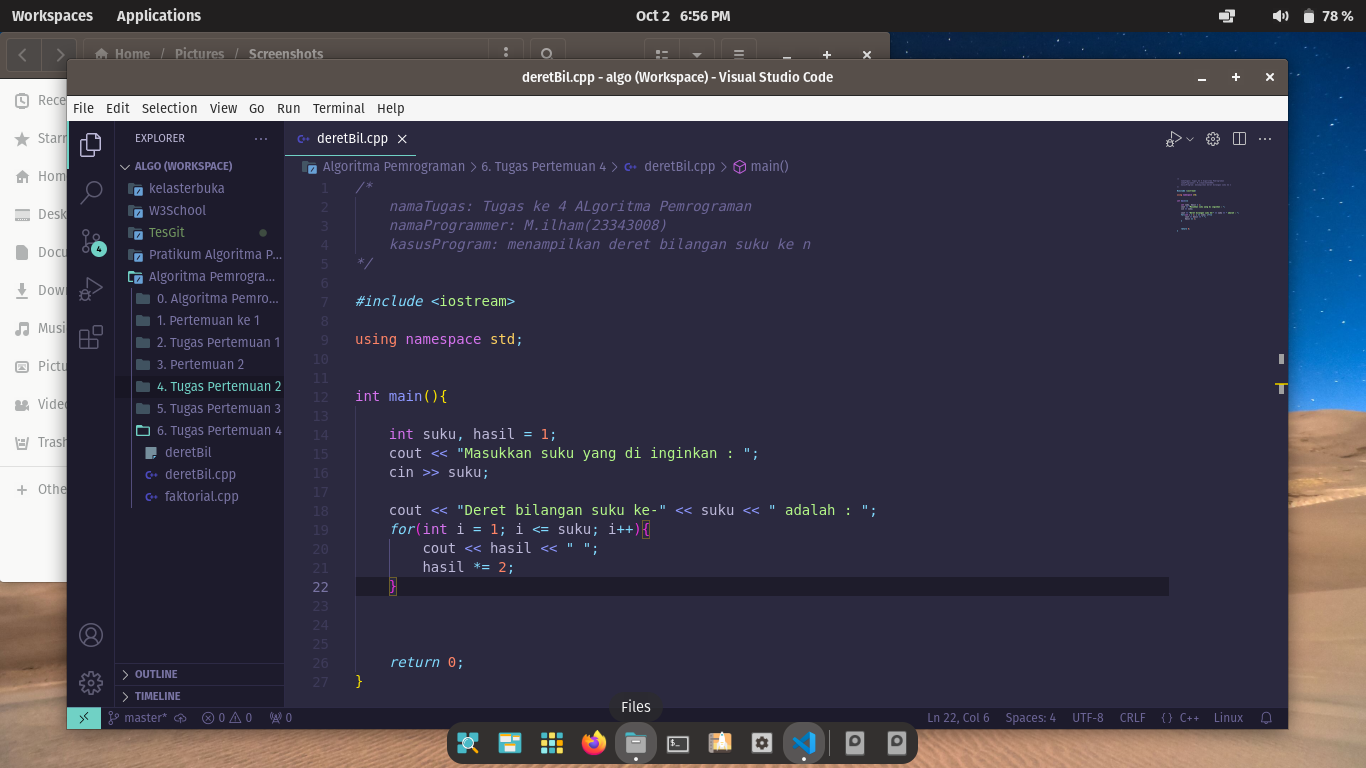 Workspaces Applications Oct 2 6:56 PM 78 %
Home / Pictures / Screenshots
deretBil.cpp - algo (Workspace) - Visual Studio Code
File Edit Selection View Go Run Terminal Help
Rece
Starr
Hom
Desk
Docu
Dow
Musi
Pictu
Video
Trash
Othe
EXPLORER
ALGO (WORKSPACE)
kelasterbuka
W3School
TesGit
Pratikum Algoritma P...
Algoritma Pemrogra...
0. Algoritma Pemro...
1. Pertemuan ke 1
2. Tugas Pertemuan 1
3. Pertemuan 2
4. Tugas Pertemuan 2
5. Tugas Pertemuan 3
6. Tugas Pertemuan 4
deretBil
deretBil.cpp
faktorial.cpp
OUTLINE
TIMELINE
4
deretBil.cpp
Algoritma Pemrograman > 6. Tugas Pertemuan 4 > deretBil.cpp > main()
1 /*
2 namaTugas: Tugas ke 4 ALgoritma Pemrograman
3 namaProgrammer: M.ilham(23343008)
4 kasusProgram: menampilkan deret bilangan suku ke n
5 */
6
7 #include <iostream>
8
9 using namespace std;
10
11
12 int main(){
13
14 int suku, hasil = 1;
15 cout << "Masukkan suku yang di inginkan : ";
16 cin >> suku;
17
18 cout << "Deret bilangan suku ke-" << suku << " adalah : ";
19 for(int i = 1; i <= suku; i++){
20 cout << hasil << " ";
21 hasil *= 2;
22 }
23
24
25
26 return 0;
27 }
Files
master* 0 0 0 Ln 22, Col 6 Spaces: 4 UTF-8 CRLF {} C++ Linux